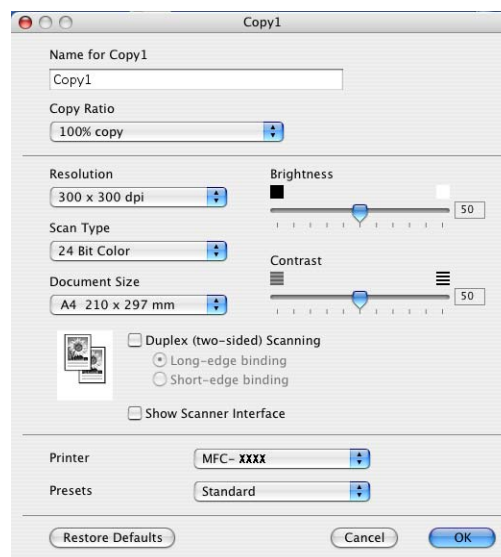 Copy1
Name for Copy1
Copy1
Copy Ratio
100% copy
Resolution
300 x 300 dpi
Brightness
50
Scan Type
24 Bit Color
Contrast
50
Document Size
A4 210 x 297 mm
Duplex (two-sided) Scanning
Long-edge binding
Short-edge binding
Show Scanner Interface
Printer
MFC- XXXX
Presets
Standard
Restore Defaults
Cancel
OK